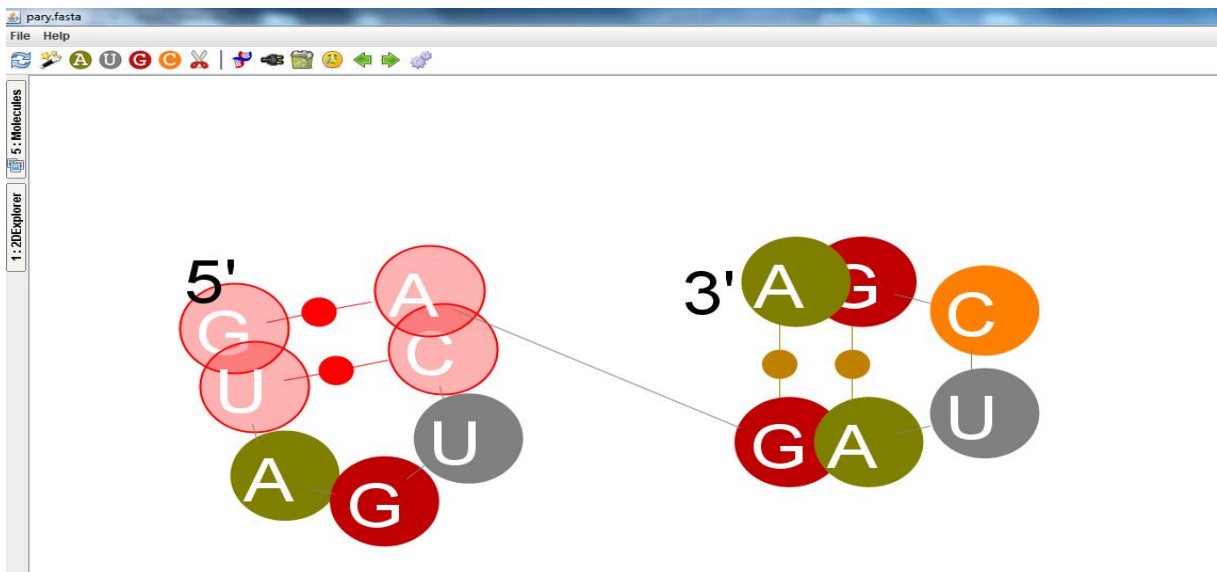 pary.fasta
File Help
A U G C
5 : Molecules
1 : 2DExplorer
5'
G A
U C
A G U
3' A G C
G A U